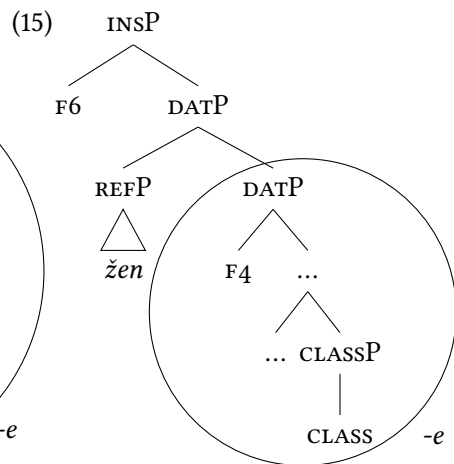 (15) INSP
F6 DATP
REFP DATP
žen F4 ...
... CLASSP
-e CLASS -e